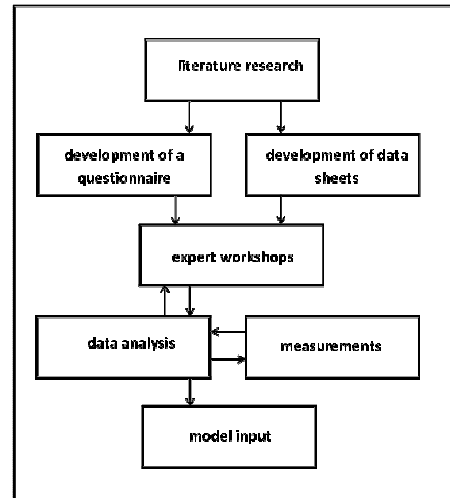 literature research
development of a
questionnaire
development of data
sheets
expert workshops
data analysis
measurements
model input